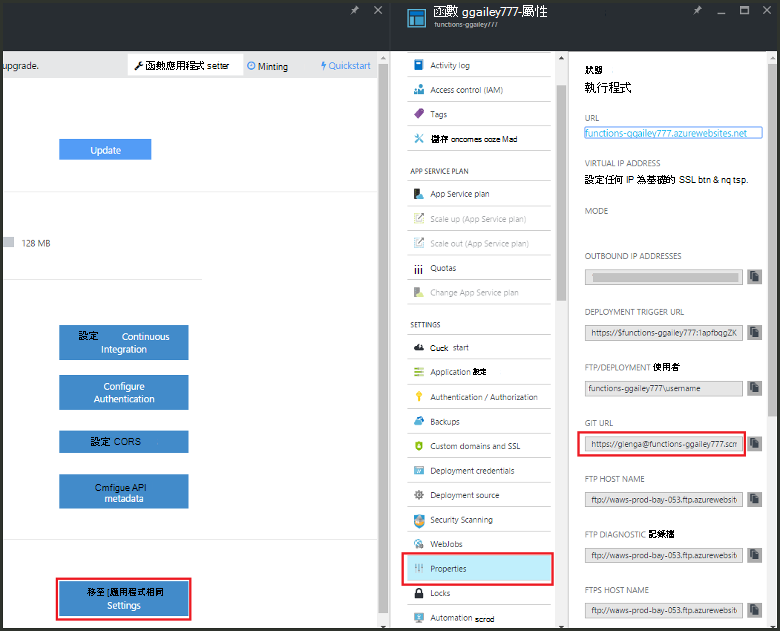 函數 ggailey777-屬性
functions-ggailey777
upgrade.
函數應用程式 setter
Minting
Quickstart
Update
128 MB
設定 Continuous
Integration
Configure
Authentication
設定 CORS
Cmfigue API
metadata
移至 [應用程式相同
Settings
Activity log
Access control (IAM)
Tags
儲存 oncomes ooze Mad
APP SERVICE PLAN
App Service plan
Scale up (App Service plan)
Scale out (App Service plan)
Quotas
Change App Service plan
SETTINGS
Cuck start
Application 設定
Authentication / Authorization
Backups
Custom domains and SSL
Deployment credentials
Deployment source
Security Scanning
WebJobs
Properties
Locks
Automation scrod
狀態
執行程式
URL
functions-ggailey777.azurewebsites.net
VIRTUAL IP ADDRESS
設定任何 IP 為基礎的 SSL btn & nq tsp.
MODE
OUTBOUND IP ADDRESSES
DEPLOYMENT TRIGGER URL
https://$functions-ggailey777:1apfbqgZK
FTP/DEPLOYMENT 使用者
functions-ggailey777\username
GIT URL
https://glenga@functions-ggailey777.scm
FTP HOST NAME
ftp://waws-prod-bay-053.ftp.azurewebsit
FTP DIAGNOSTIC 記錄檔
ftp://waws-prod-bay-053.ftp.azurewebsit
FTPS HOST NAME
ftp://waws-prod-bay-053.ftp.azurewebsit